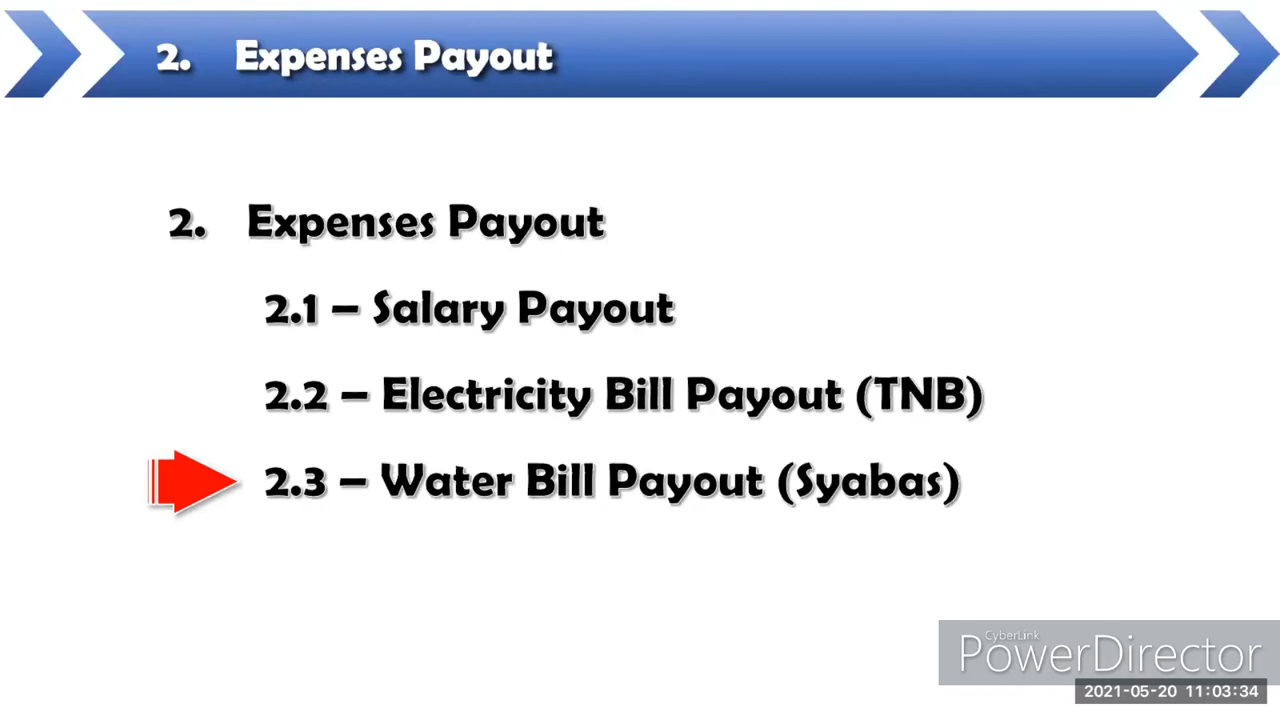 2. Expenses Payout
2. Expenses Payout
2.1 – Salary Payout
2.2 – Electricity Bill Payout (TNB)
2.3 – Water Bill Payout (Syabas)
CyberLink
PowerDirector
2021-05-20 11:03:34